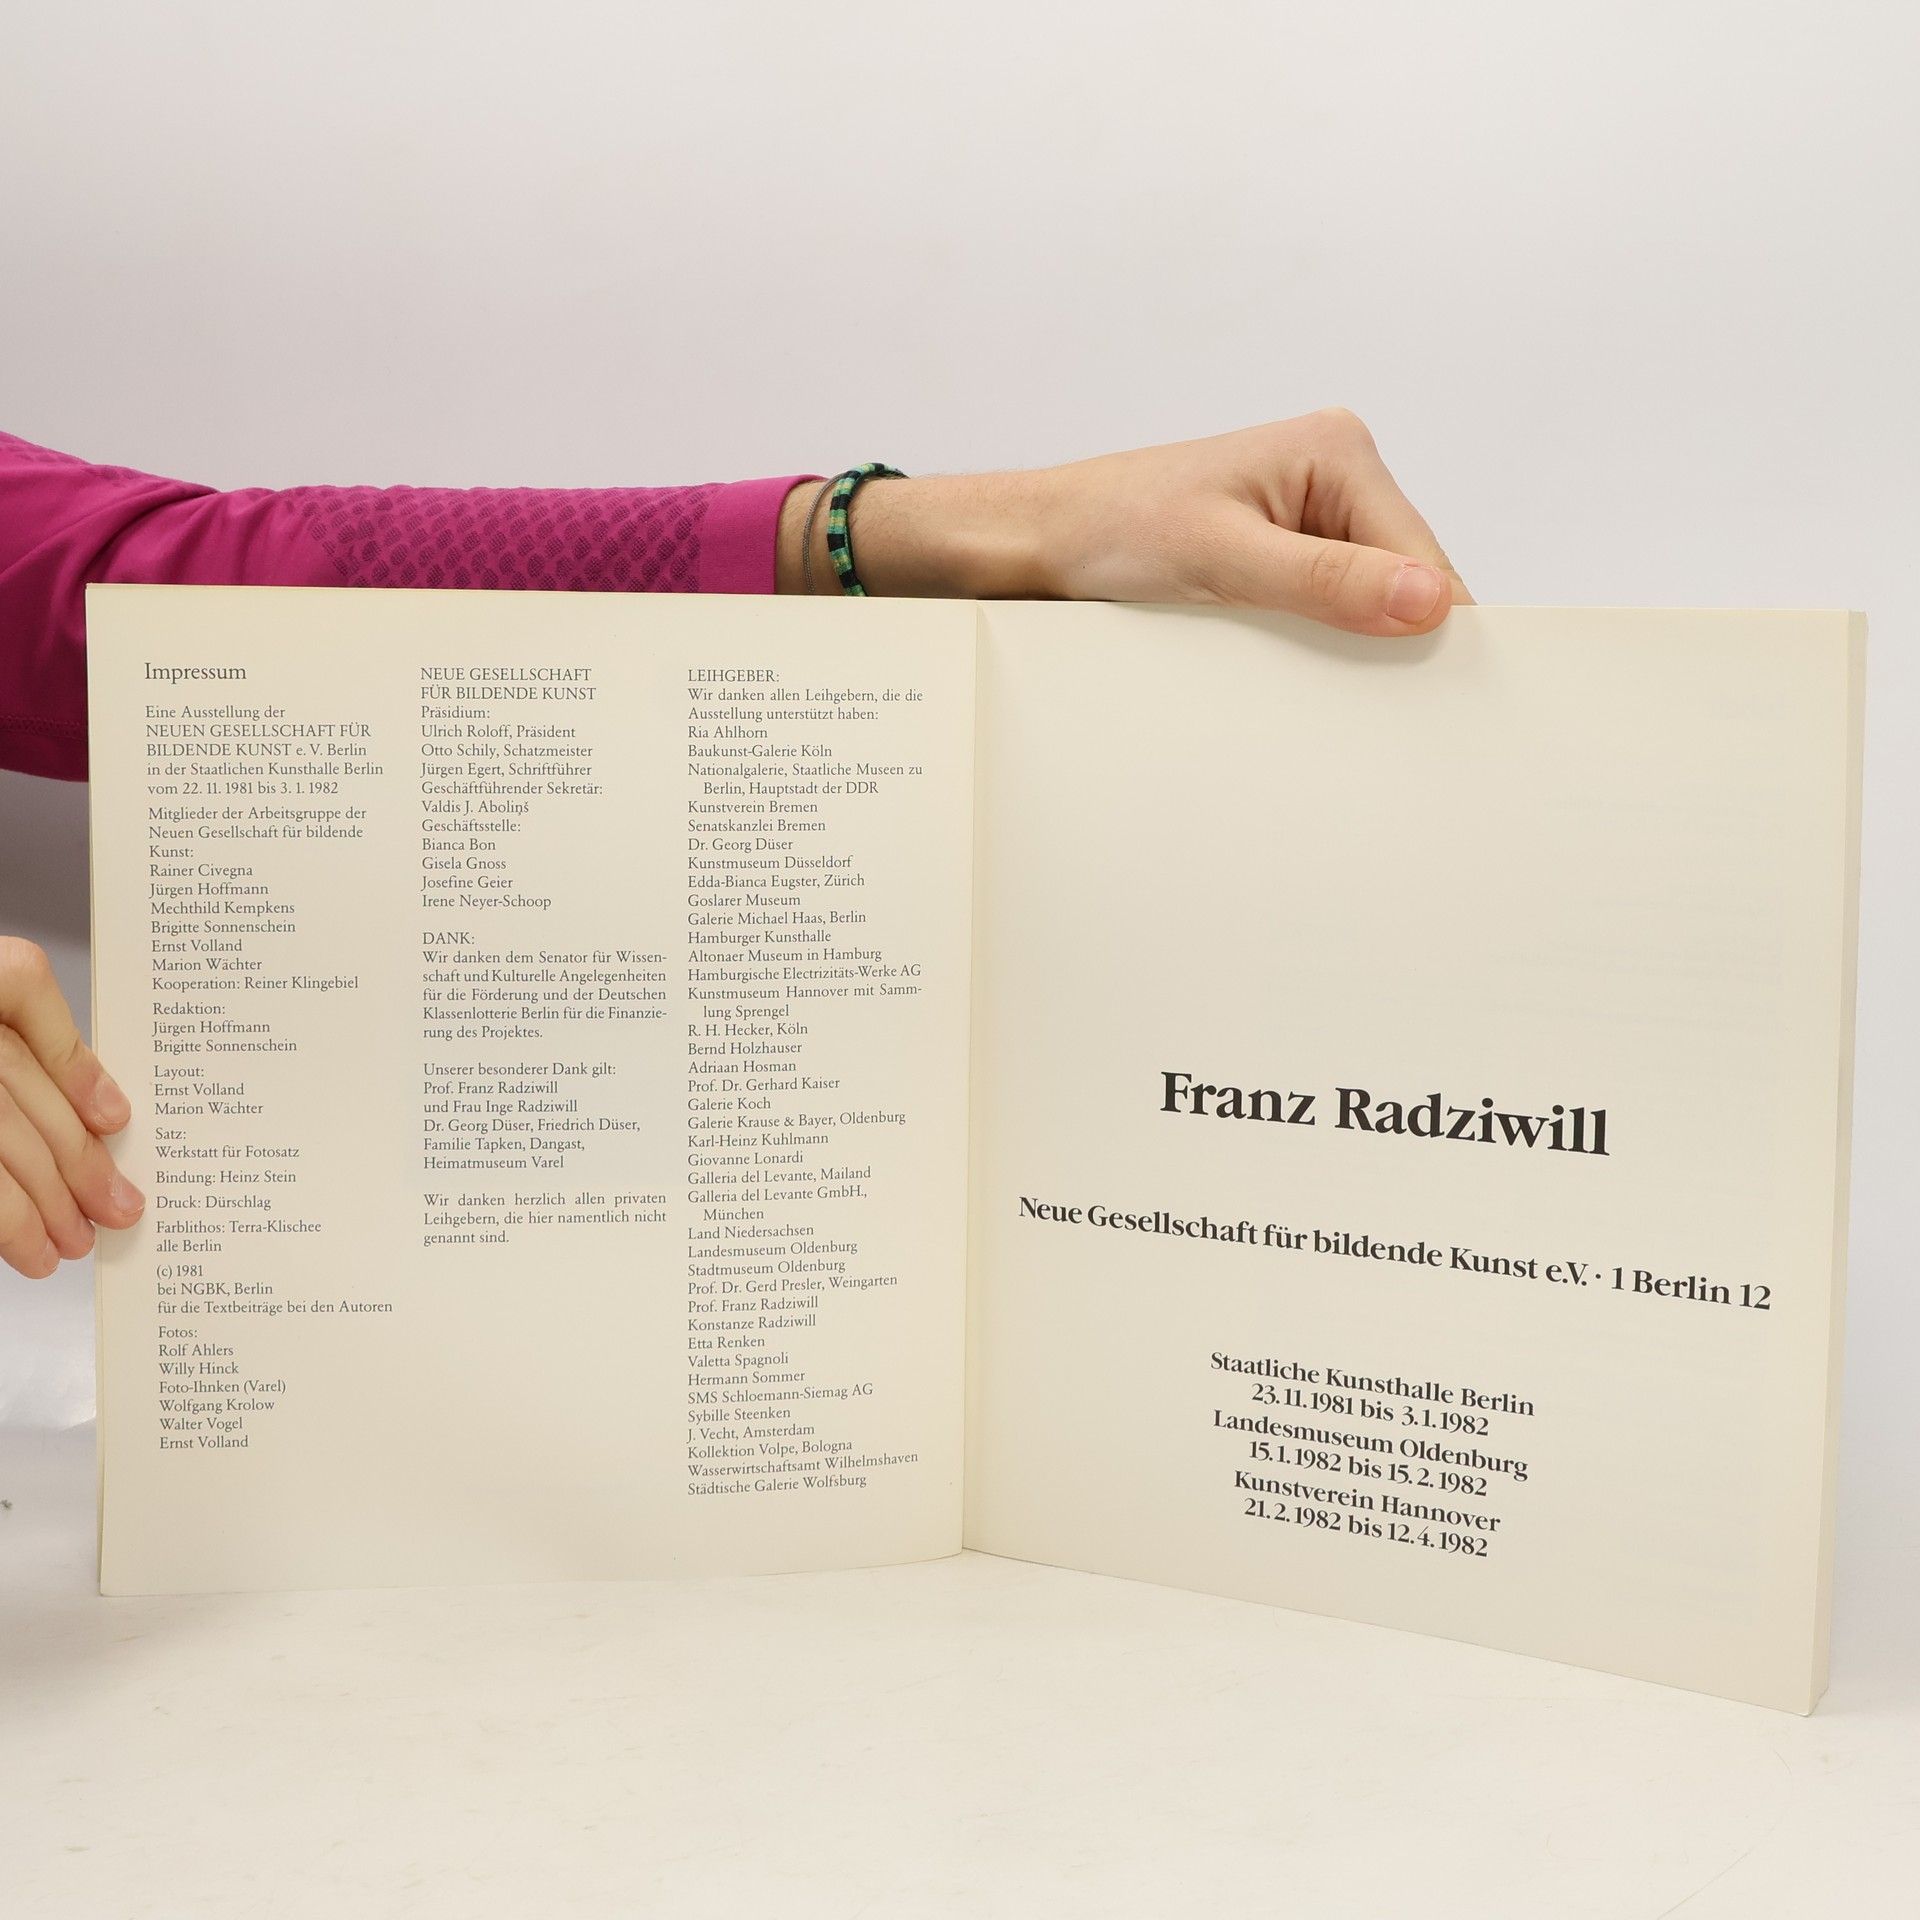 Impressum
Eine Ausstellung der
NEUEN GESELLSCHAFT FÜR
BILDENDE KUNST e. V. Berlin
in der Staatlichen Kunsthalle Berlin
vom 22. 11. 1981 bis 3. 1. 1982
Mitglieder der Arbeitsgruppe der
Neuen Gesellschaft für bildende
Kunst:
Rainer Civegna
Jürgen Hoffmann
Mechthild Kempkens
Brigitte Sonnenschein
Ernst Volland
Marion Wächter
Kooperation: Reiner Klingebiel
Redaktion:
Jürgen Hoffmann
Brigitte Sonnenschein
Layout:
Ernst Volland
Marion Wächter
Satz:
Werkstatt für Fotosatz
Bindung: Heinz Stein
Druck: Dürschlag
Farblithos: Terra-Klischee
alle Berlin
(c) 1981
bei NGBK, Berlin
für die Textbeiträge bei den Autoren
Fotos:
Rolf Ahlers
Willy Hinck
Foto-Ihnken (Varel)
Wolfgang Krolow
Walter Vogel
Ernst Volland
NEUE GESELLSCHAFT
FÜR BILDENDE KUNST
Präsidium:
Ulrich Roloff, Präsident
Otto Schily, Schatzmeister
Jürgen Egert, Schriftführer
Geschäftführender Sekretär:
Valdis J. Aboliņš
Geschäftsstelle:
Bianca Bon
Gisela Gnoss
Josefine Geier
Irene Neyer-Schoop
DANK:
Wir danken dem Senator für Wissen-
schaft und Kulturelle Angelegenheiten
für die Förderung und der Deutschen
Klassenlotterie Berlin für die Finanzie-
rung des Projektes.
Unserer besonderer Dank gilt:
Prof. Franz Radziwill
und Frau Inge Radziwill
Dr. Georg Düser, Friedrich Düser,
Familie Tapken, Dangast,
Heimatmuseum Varel
Wir danken herzlich allen privaten
Leihgebern, die hier namentlich nicht
genannt sind.
LEIHGEBER:
Wir danken allen Leihgebern, die die
Ausstellung unterstützt haben:
Ria Ahlhorn
Baukunst-Galerie Köln
Nationalgalerie, Staatliche Museen zu
Berlin, Hauptstadt der DDR
Kunstverein Bremen
Senatskanzlei Bremen
Dr. Georg Düser
Kunstmuseum Düsseldorf
Edda-Bianca Eugster, Zürich
Goslarer Museum
Galerie Michael Haas, Berlin
Hamburger Kunsthalle
Altonaer Museum in Hamburg
Hamburgische Electrizitäts-Werke AG
Kunstmuseum Hannover mit Samm-
lung Sprengel
R. H. Hecker, Köln
Bernd Holzhauser
Adriaan Hosman
Prof. Dr. Gerhard Kaiser
Galerie Koch
Galerie Krause & Bayer, Oldenburg
Karl-Heinz Kuhlmann
Giovanne Lonardi
Galleria del Levante, Mailand
Galleria del Levante GmbH.,
München
Land Niedersachsen
Landesmuseum Oldenburg
Stadtmuseum Oldenburg
Prof. Dr. Gerd Presler, Weingarten
Prof. Franz Radziwill
Konstanze Radziwill
Etta Renken
Valetta Spagnoli
Hermann Sommer
SMS Schloemann-Siemag AG
Sybille Steenken
J. Vecht, Amsterdam
Kollektion Volpe, Bologna
Wasserwirtschaftsamt Wilhelmshaven
Städtische Galerie Wolfsburg
Franz Radziwill
Neue Gesellschaft für bildende Kunst e.V. · 1 Berlin 12
Staatliche Kunsthalle Berlin
23. 11. 1981 bis 3. 1. 1982
Landesmuseum Oldenburg
15. 1. 1982 bis 15. 2. 1982
Kunstverein Hannover
21. 2. 1982 bis 12. 4. 1982